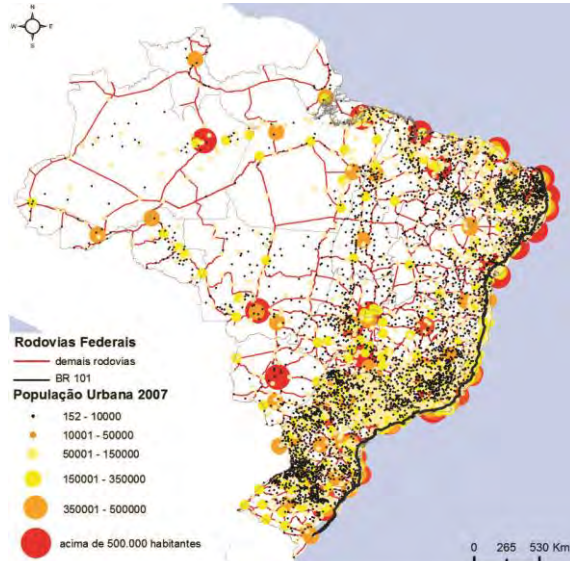 N
W E
S
Rodovias Federais
demais rodovias
BR 101
População Urbana 2007
152 - 10000
10001 - 50000
50001 - 150000
150001 - 350000
350001 - 500000
acima de 500.000 habitantes
0 265 530 Km